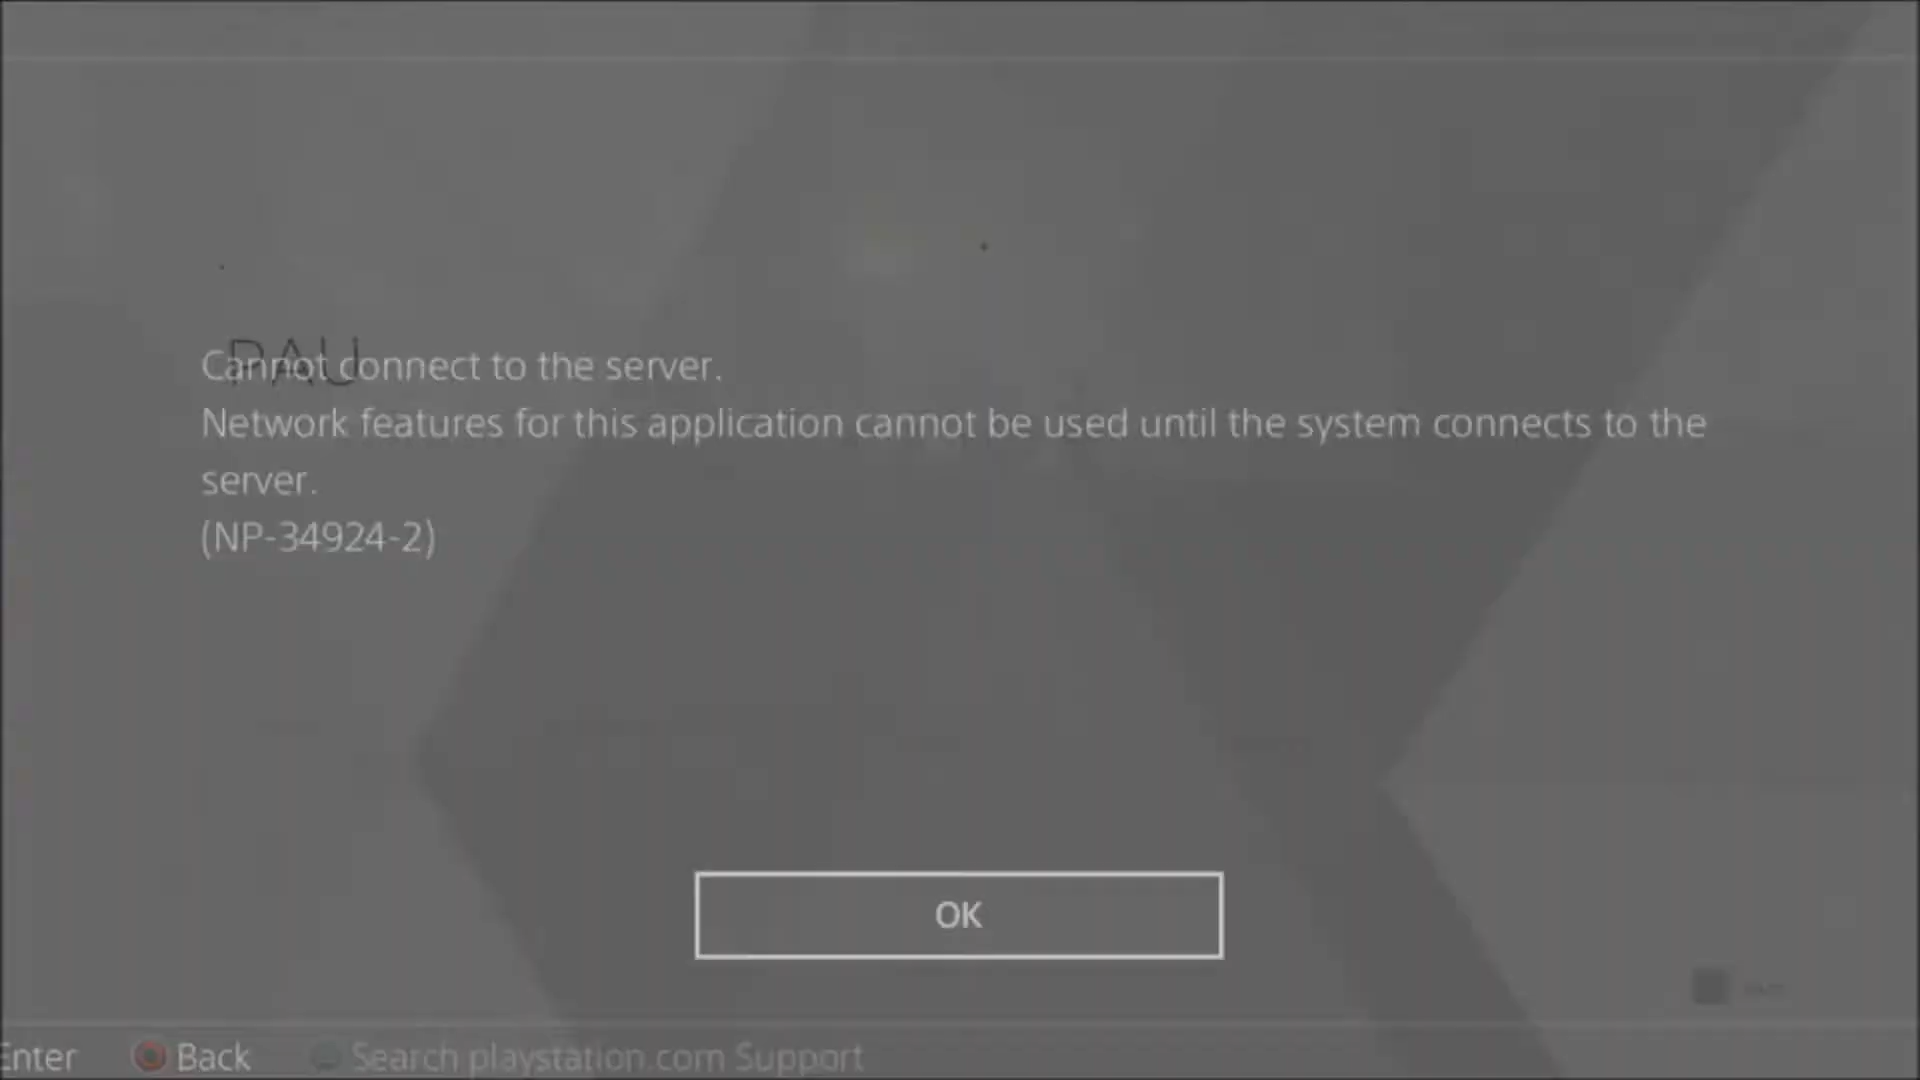 PAU
Cannot connect to the server.
Network features for this application cannot be used until the system connects to the
server.
(NP-34924-2)
OK
Enter
Back
Search playstation.com Support